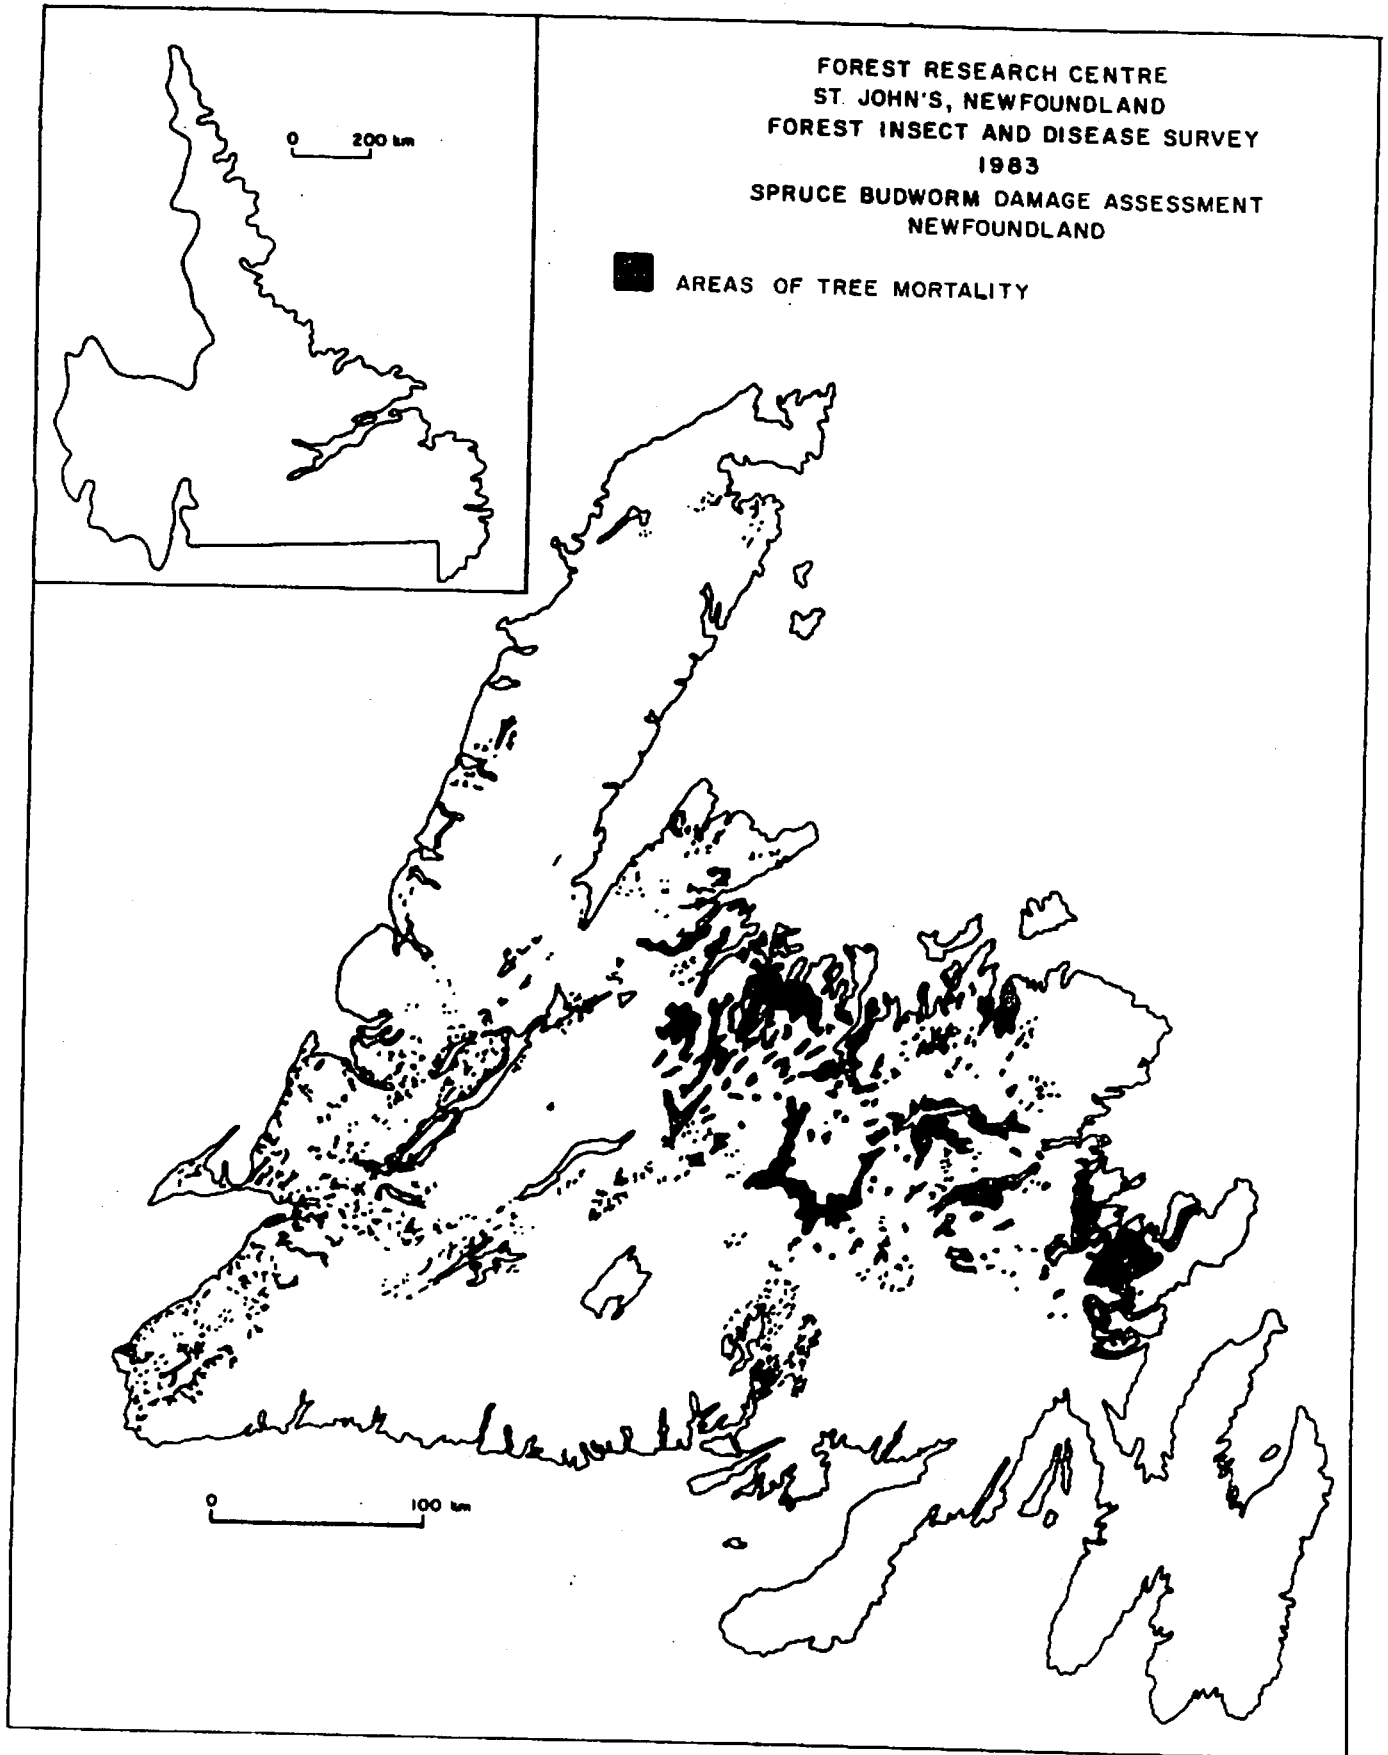 0 200 km
FOREST RESEARCH CENTRE
ST. JOHN'S, NEWFOUNDLAND
FOREST INSECT AND DISEASE SURVEY
1983
SPRUCE BUDWORM DAMAGE ASSESSMENT
NEWFOUNDLAND
AREAS OF TREE MORTALITY
0 100 km